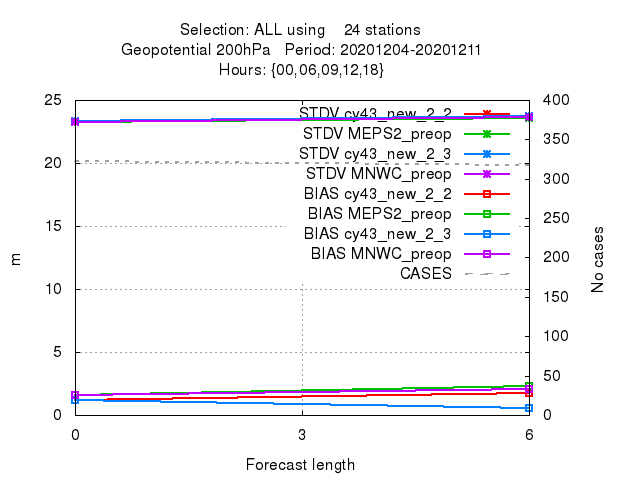 Selection: ALL using 24 stations
Geopotential 200hPa Period: 20201204-20201211
Hours: {00,06,09,12,18}
25
20
15
10
5
0
m
400
350
300
250
200
150
100
50
0
No cases
STDV cy43_new_2_2
STDV MEPS2_preop
STDV cy43_new_2_3
STDV MNWC_preop
BIAS cy43_new_2_2
BIAS MEPS2_preop
BIAS cy43_new_2_3
BIAS MNWC_preop
CASES
0 3 6
Forecast length